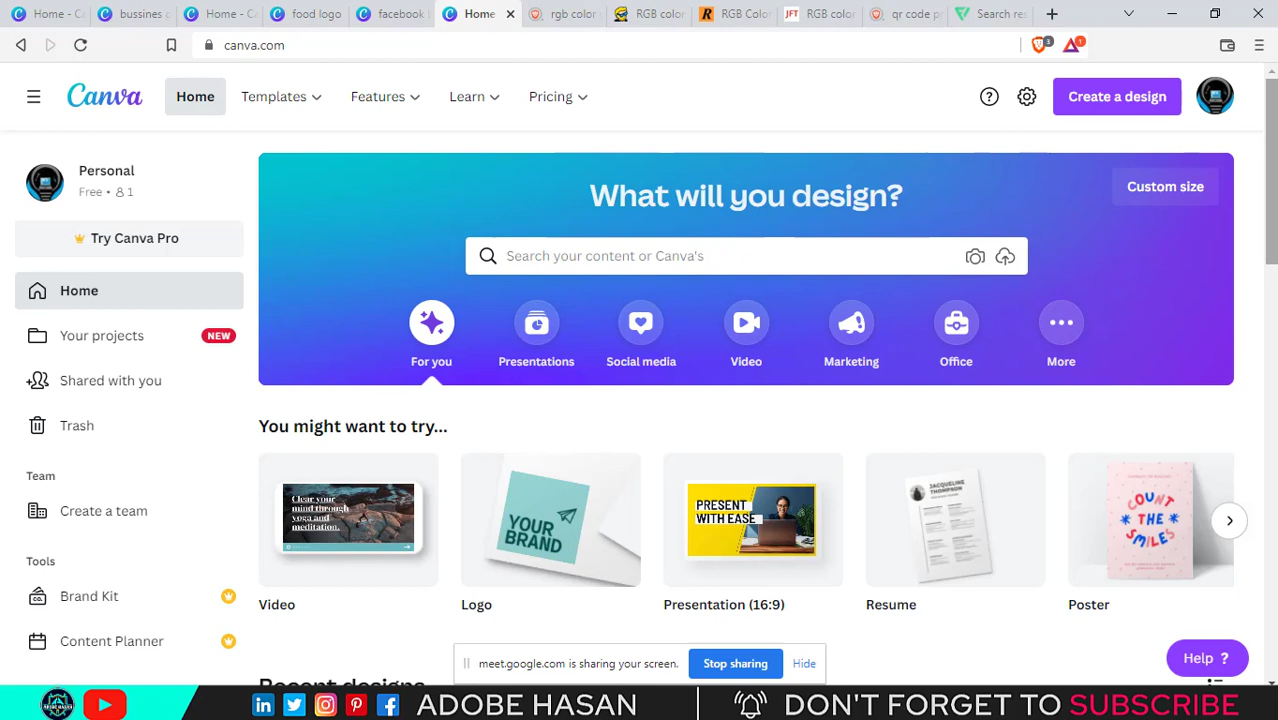 Home - C
bussines c
Home - C
food logo
facebook
Home
rgb color
RGB color
RGB Color
RGB color
qr code p
Search res
canva.com
3
1
Canva
Home
Templates
Features
Learn
Pricing
Create a design
Personal
Free • 1
Try Canva Pro
Home
Your projects NEW
Shared with you
Trash
Team
Create a team
Tools
Brand Kit
Content Planner
What will you design?
Custom size
Search your content or Canva's
For you
Presentations
Social media
Video
Marketing
Office
More
You might want to try...
Clear your
mind through
yoga and
meditation.
YOUR
BRAND
PRESENT
WITH EASE
JACQUELINE
THOMPSON
COUNT
THE
SMILES
Video
Logo
Presentation (16:9)
Resume
Poster
meet.google.com is sharing your screen.
Stop sharing
Hide
Help ?
Recent designs
ADOBE HASAN
DON'T FORGET TO SUBSCRIBE